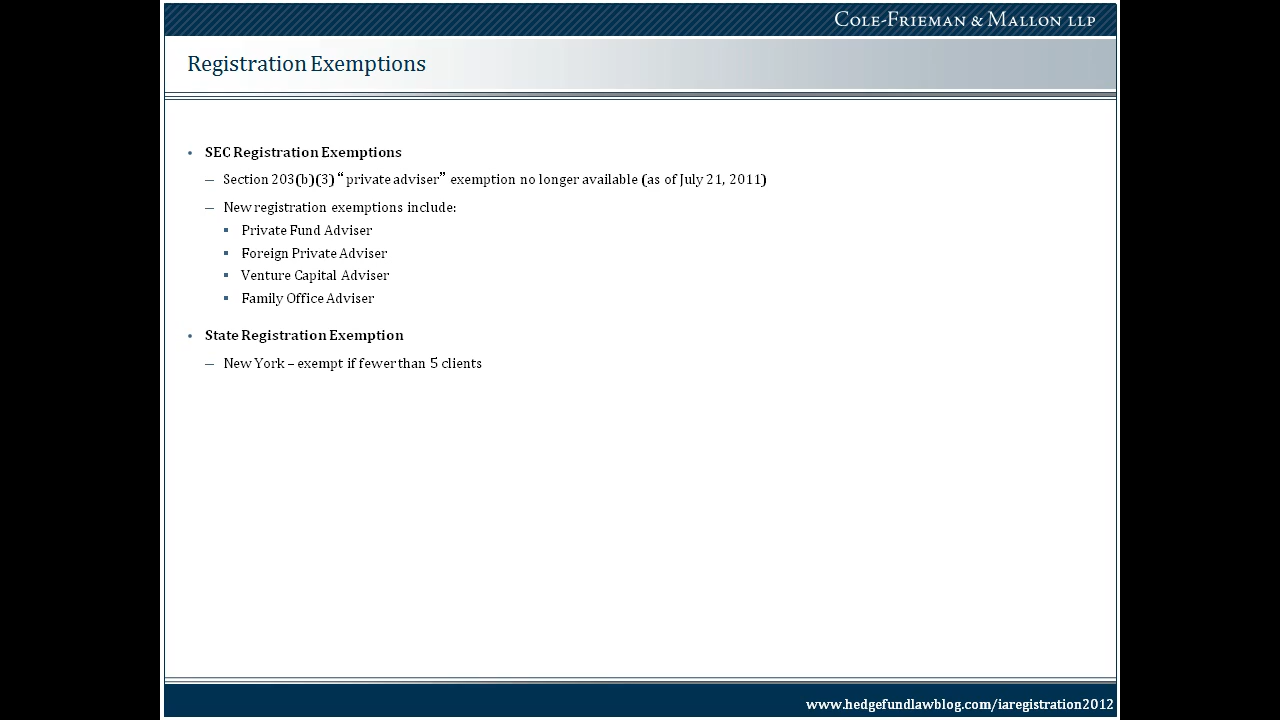 COLE-FRIEMAN & MALLON LLP
Registration Exemptions
• SEC Registration Exemptions
– Section 203(b)(3) “private adviser” exemption no longer available (as of July 21, 2011)
– New registration exemptions include:
▪ Private Fund Adviser
▪ Foreign Private Adviser
▪ Venture Capital Adviser
▪ Family Office Adviser
• State Registration Exemption
– New York – exempt if fewer than 5 clients
www.hedgefundlawblog.com/iaregistration2012